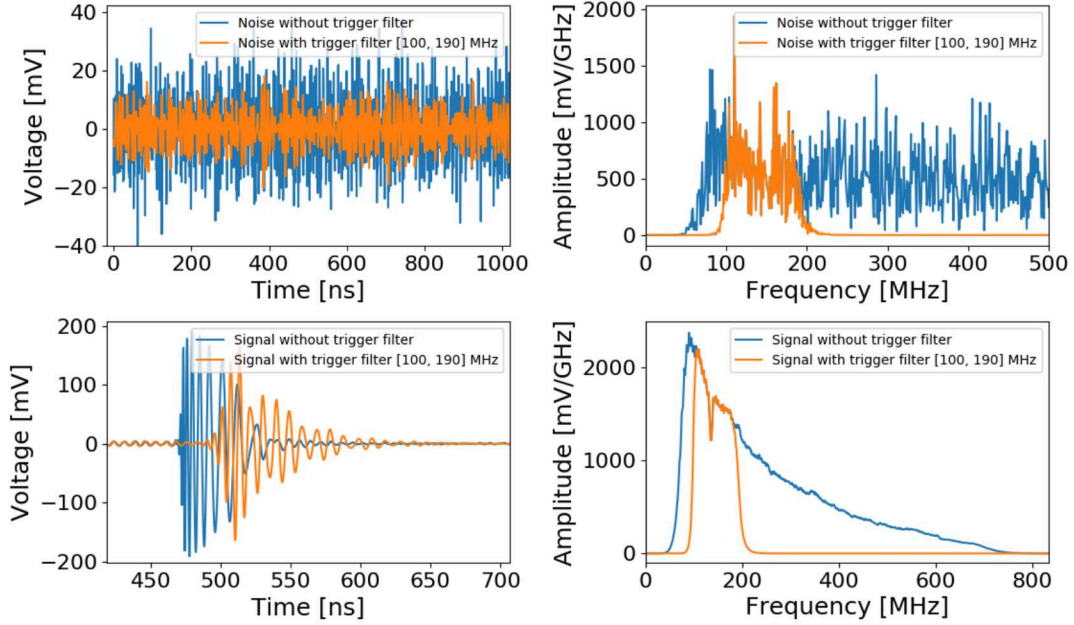 Voltage [mV]
40
20
0
−20
−40
Noise without trigger filter
Noise with trigger filter [100, 190] MHz
0 200 400 600 800 1000
Time [ns]
Amplitude [mV/GHz]
2000
1500
1000
500
0
Noise without trigger filter
Noise with trigger filter [100, 190] MHz
0 100 200 300 400 500
Frequency [MHz]
Voltage [mV]
200
100
0
−100
−200
Signal without trigger filter
Signal with trigger filter [100, 190] MHz
450 500 550 600 650 700
Time [ns]
Amplitude [mV/GHz]
2000
1000
0
Signal without trigger filter
Signal with trigger filter [100, 190] MHz
0 200 400 600 800
Frequency [MHz]